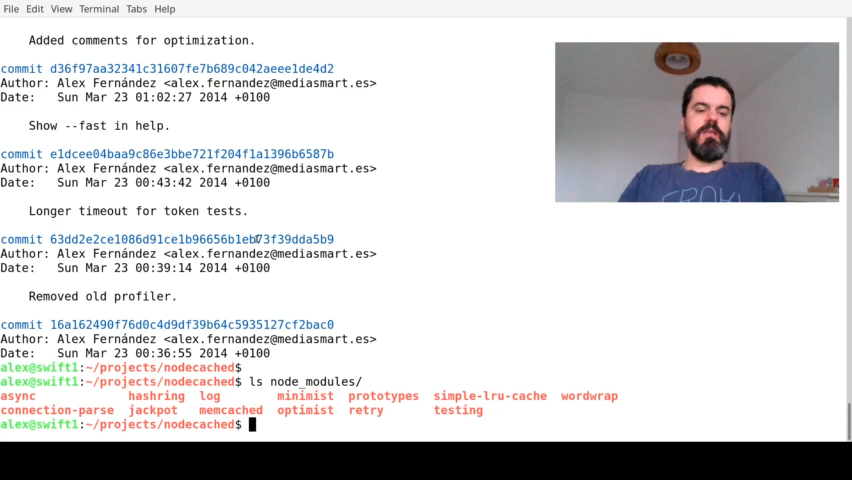 File Edit View Terminal Tabs Help
Added comments for optimization.
commit d36f97aa32341c31607fe7b689c042aeee1de4d2
Author: Alex Fernández <alex.fernandez@mediasmart.es>
Date: Sun Mar 23 01:02:27 2014 +0100
Show --fast in help.
commit e1dcee04baa9c86e3bbe721f204f1a1396b6587b
Author: Alex Fernández <alex.fernandez@mediasmart.es>
Date: Sun Mar 23 00:43:42 2014 +0100
Longer timeout for token tests.
commit 63dd2e2ce1086d91ce1b96656b1eb73f39dda5b9
Author: Alex Fernández <alex.fernandez@mediasmart.es>
Date: Sun Mar 23 00:39:14 2014 +0100
Removed old profiler.
commit 16a162490f76d0c4d9df39b64c5935127cf2bac0
Author: Alex Fernández <alex.fernandez@mediasmart.es>
Date: Sun Mar 23 00:36:55 2014 +0100
alex@swift1:~/projects/nodecached$
alex@swift1:~/projects/nodecached$ ls node_modules/
async hashring log minimist prototypes simple-lru-cache wordwrap
connection-parse jackpot memcached optimist retry testing
alex@swift1:~/projects/nodecached$